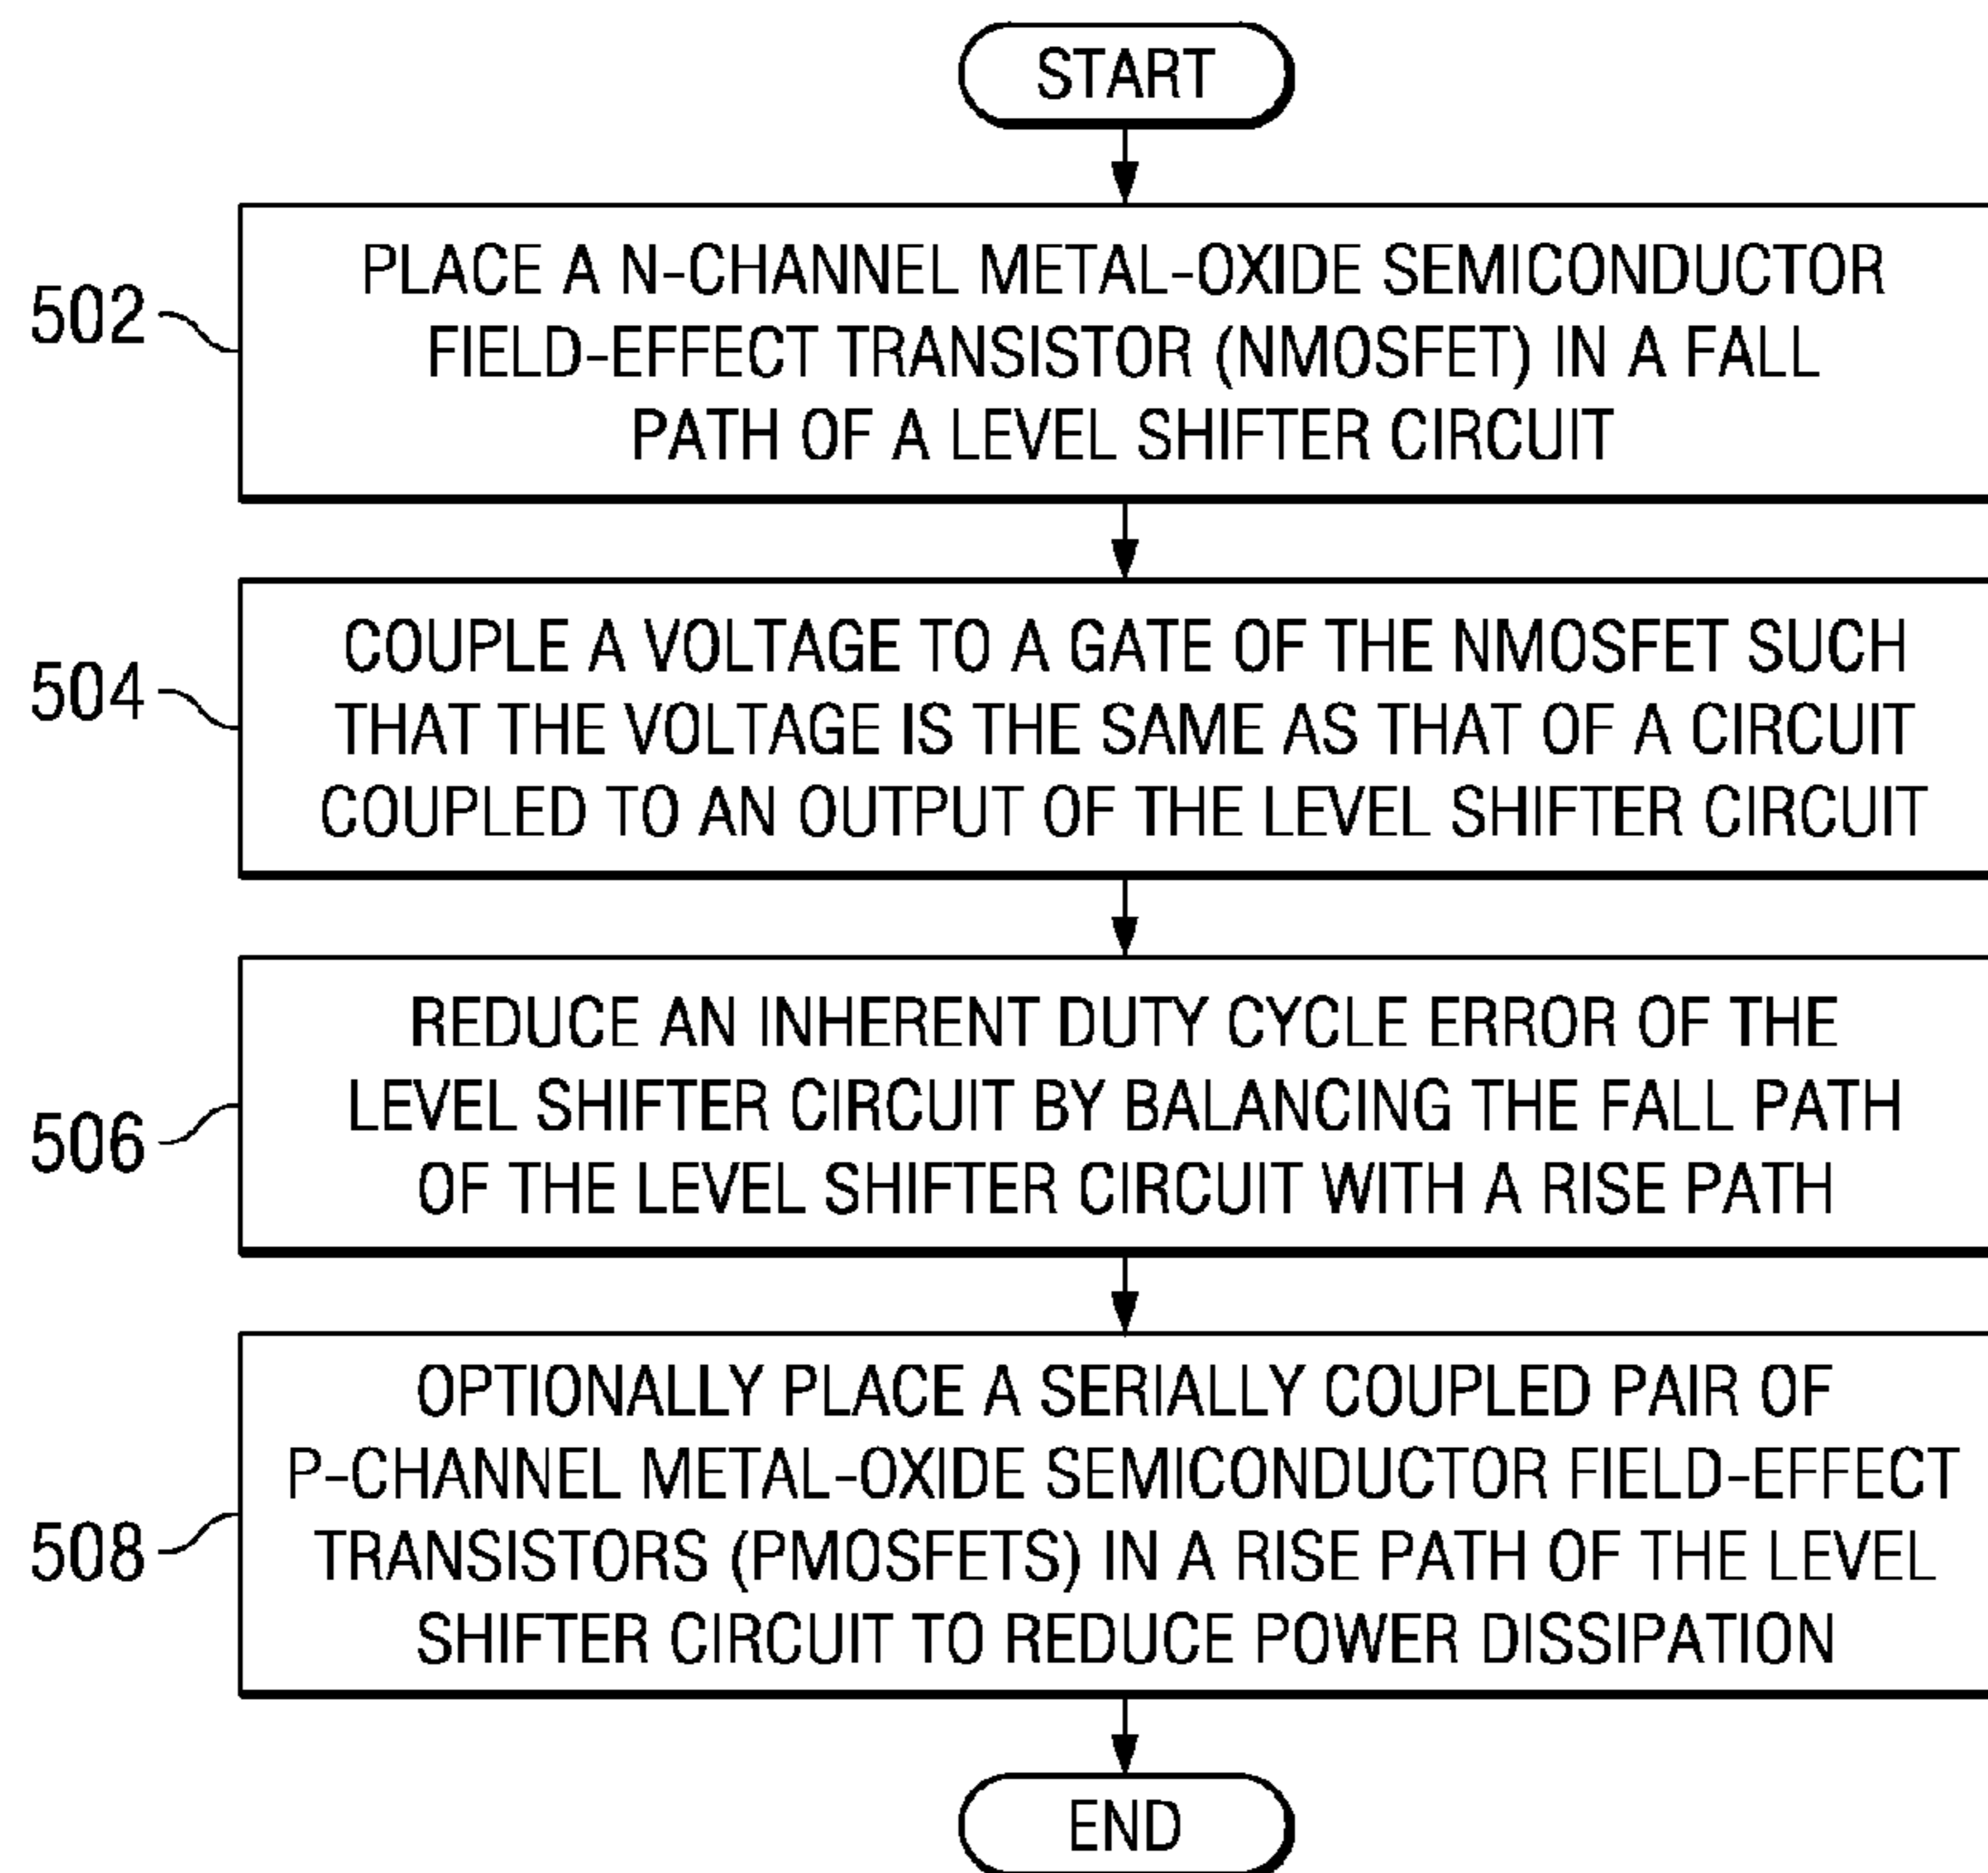 START
502
PLACE A N-CHANNEL METAL-OXIDE SEMICONDUCTOR
FIELD-EFFECT TRANSISTOR (NMOSFET) IN A FALL
PATH OF A LEVEL SHIFTER CIRCUIT
504
COUPLE A VOLTAGE TO A GATE OF THE NMOSFET SUCH
THAT THE VOLTAGE IS THE SAME AS THAT OF A CIRCUIT
COUPLED TO AN OUTPUT OF THE LEVEL SHIFTER CIRCUIT
506
REDUCE AN INHERENT DUTY CYCLE ERROR OF THE
LEVEL SHIFTER CIRCUIT BY BALANCING THE FALL PATH
OF THE LEVEL SHIFTER CIRCUIT WITH A RISE PATH
508
OPTIONALLY PLACE A SERIALLY COUPLED PAIR OF
P-CHANNEL METAL-OXIDE SEMICONDUCTOR FIELD-EFFECT
TRANSISTORS (PMOSFETS) IN A RISE PATH OF THE LEVEL
SHIFTER CIRCUIT TO REDUCE POWER DISSIPATION
END